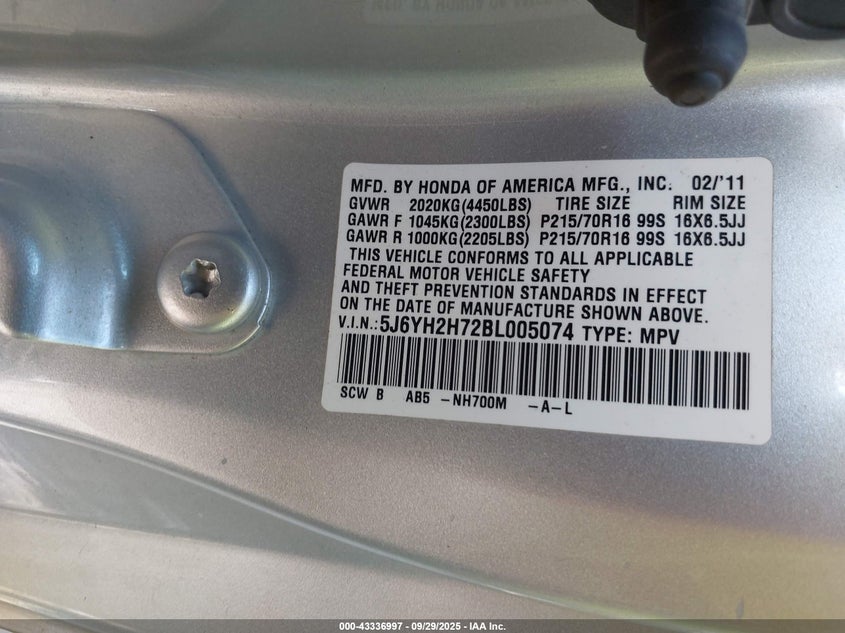 MFD. BY HONDA OF AMERICA MFG., INC. 02/'11
GVWR 2020KG(4450LBS) TIRE SIZE RIM SIZE
GAWR F 1045KG(2300LBS) P215/70R16 99S 16X6.5JJ
GAWR R 1000KG(2205LBS) P215/70R16 99S 16X6.5JJ
THIS VEHICLE CONFORMS TO ALL APPLICABLE
FEDERAL MOTOR VEHICLE SAFETY
AND THEFT PREVENTION STANDARDS IN EFFECT
ON THE DATE OF MANUFACTURE SHOWN ABOVE.
V.I.N.:5J6YH2H72BL005074 TYPE: MPV
SCW B AB5 -NH700M -A-L
000-43336997 - 09/29/2025 - IAA Inc.